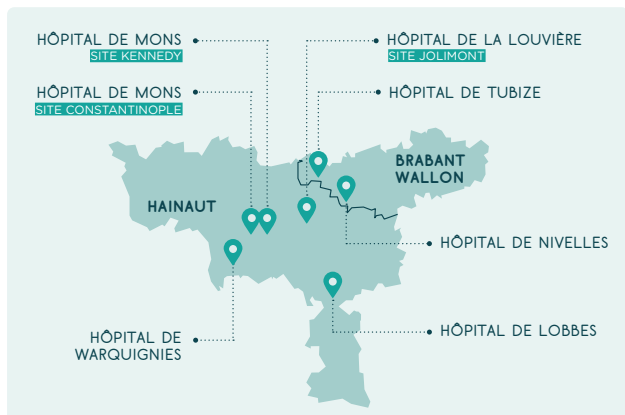 HÔPITAL DE MONS
SITE KENNEDY
HÔPITAL DE MONS
SITE CONSTANTINOPLE
HÔPITAL DE LA LOUVIÈRE
SITE JOLIMONT
HÔPITAL DE TUBIZE
BRABANT
WALLON
HAINAUT
HÔPITAL DE NIVELLES
HÔPITAL DE LOBBES
HÔPITAL DE
WARQUIGNIES